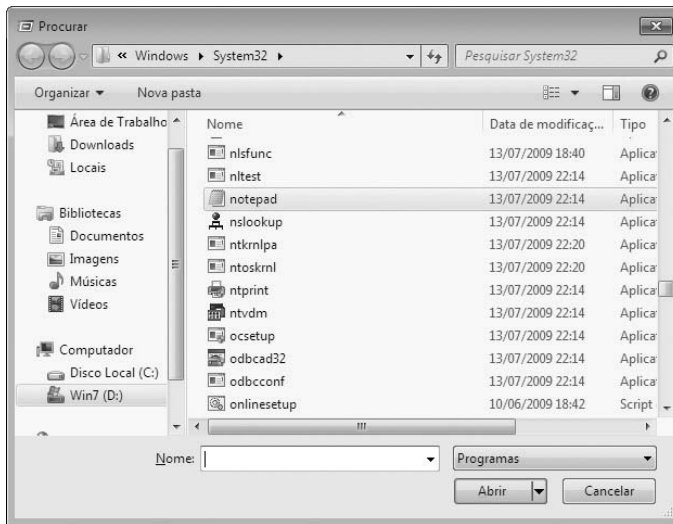 Procurar
« Windows ▸ System32 ▸
Pesquisar System32
Organizar ▾ Nova pasta
Área de Trabalho
Downloads
Locais
Bibliotecas
Documentos
Imagens
Músicas
Vídeos
Computador
Disco Local (C:)
Win7 (D:)
Nome Data de modificaç... Tipo
nlsfunc 13/07/2009 18:40 Aplica
nltest 13/07/2009 22:14 Aplica
notepad 13/07/2009 22:14 Aplica
nslookup 13/07/2009 22:14 Aplica
ntkrnlpa 13/07/2009 22:20 Aplica
ntoskrnl 13/07/2009 22:20 Aplica
ntprint 13/07/2009 22:14 Aplica
ntvdm 13/07/2009 22:14 Aplica
ocsetup 13/07/2009 22:14 Aplica
odbcad32 13/07/2009 22:14 Aplica
odbcconf 13/07/2009 22:14 Aplica
onlinesetup 10/06/2009 18:42 Script
Nome:
Programas
Abrir
Cancelar